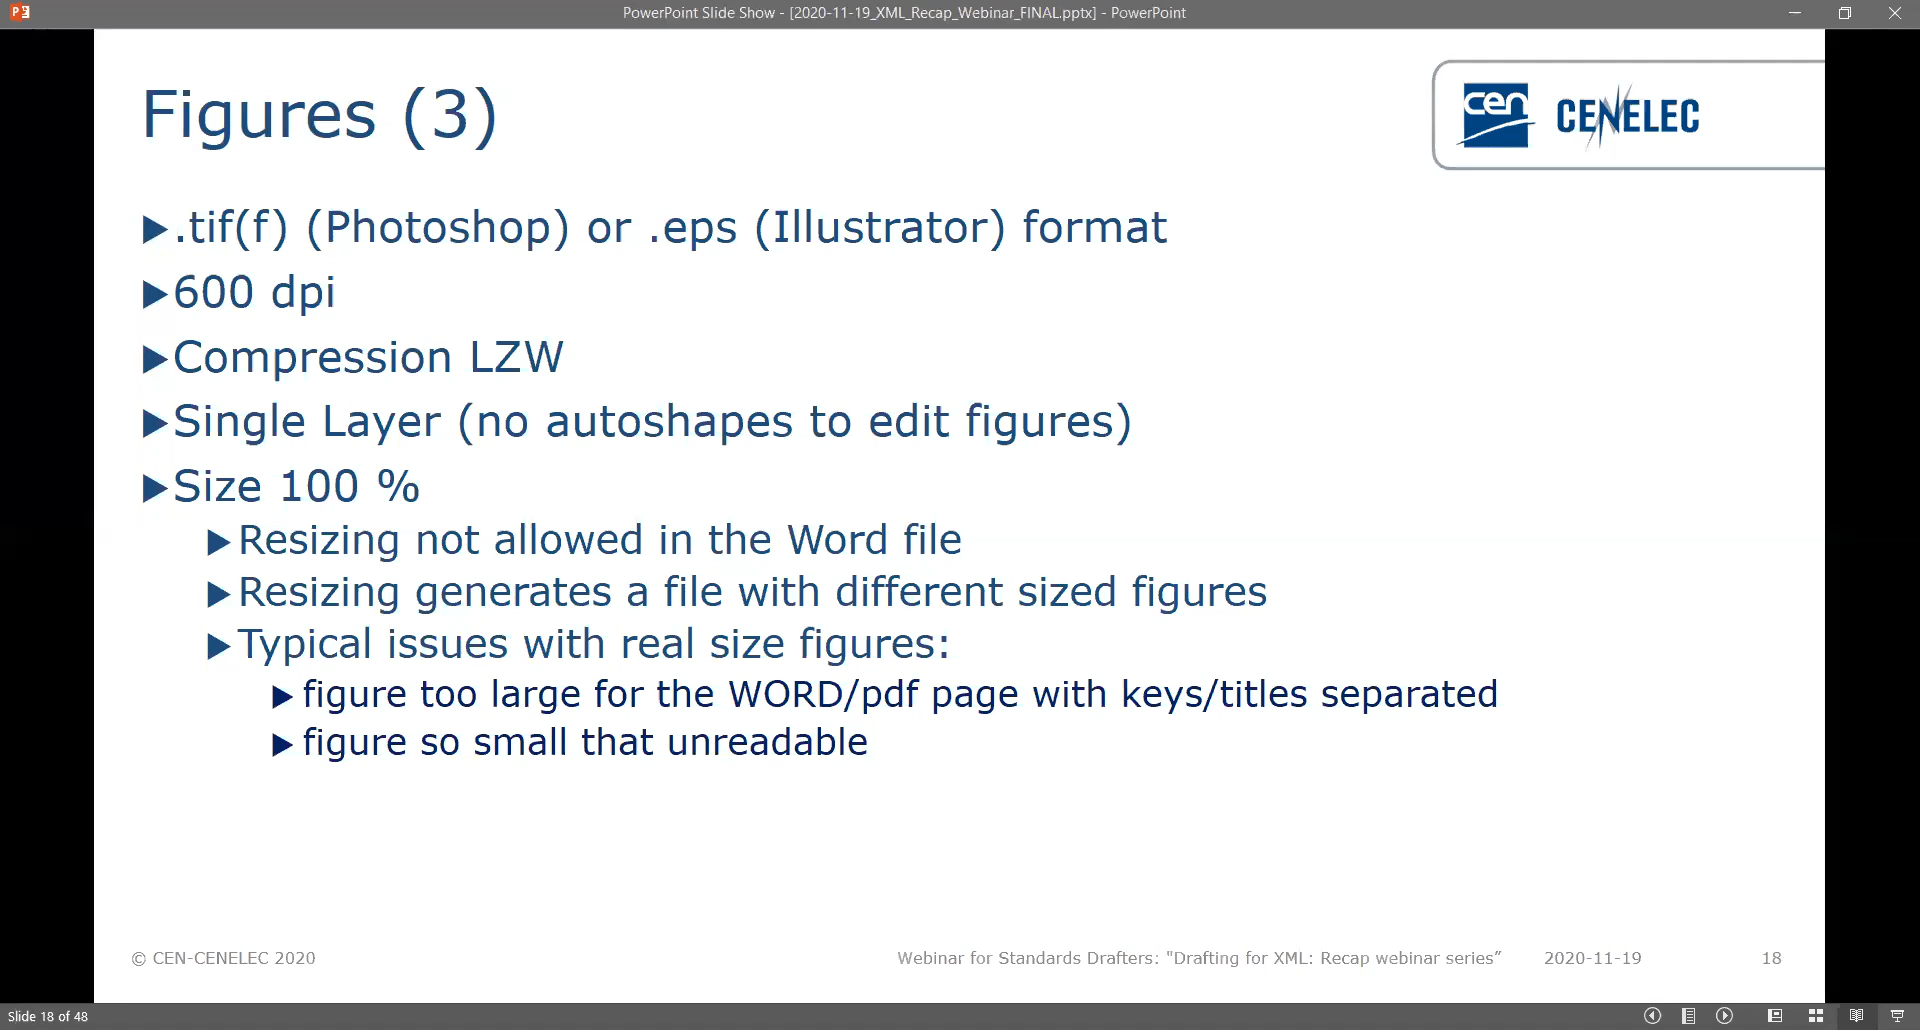 PowerPoint Slide Show - [2020-11-19_XML_Recap_Webinar_FINAL.pptx] - PowerPoint
Figures (3)
cen CENELEC
.tif(f) (Photoshop) or .eps (Illustrator) format
600 dpi
Compression LZW
Single Layer (no autoshapes to edit figures)
Size 100 %
Resizing not allowed in the Word file
Resizing generates a file with different sized figures
Typical issues with real size figures:
figure too large for the WORD/pdf page with keys/titles separated
figure so small that unreadable
© CEN-CENELEC 2020 Webinar for Standards Drafters: "Drafting for XML: Recap webinar series” 2020-11-19 18
Slide 18 of 48